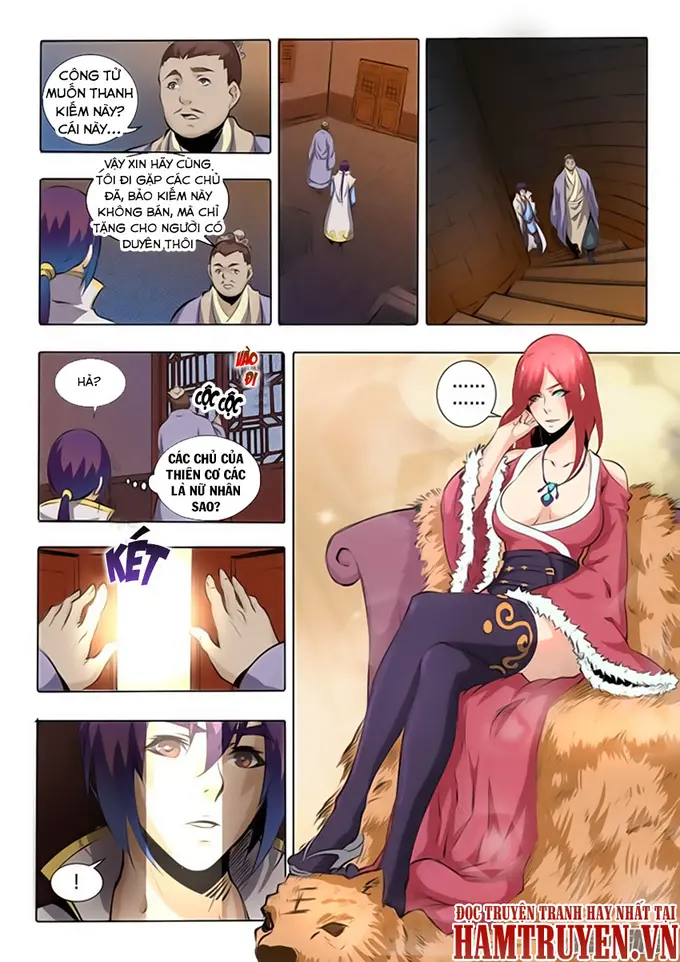 CÔNG TỬ
MUỐN THANH
KIẾM NÀY?
CÁI NÀY...
VẬY XIN HÃY CÙNG
TÔI ĐI GẶP CÁC CHỦ
ĐÃ, BẢO KIẾM NÀY
KHÔNG BÁN, MÀ CHỈ
TẶNG CHO NGƯỜI CÓ
DUYÊN THÔI
HẢ?
VÀO
ĐI
CỘC CỘC
CÁC CHỦ CỦA
THIÊN CƠ CÁC
LÀ NỮ NHÂN
SAO?
KÉT
!
......
......
ĐỌC TRUYỆN TRANH HAY NHẤT TẠI
HAMTRUYEN.VN